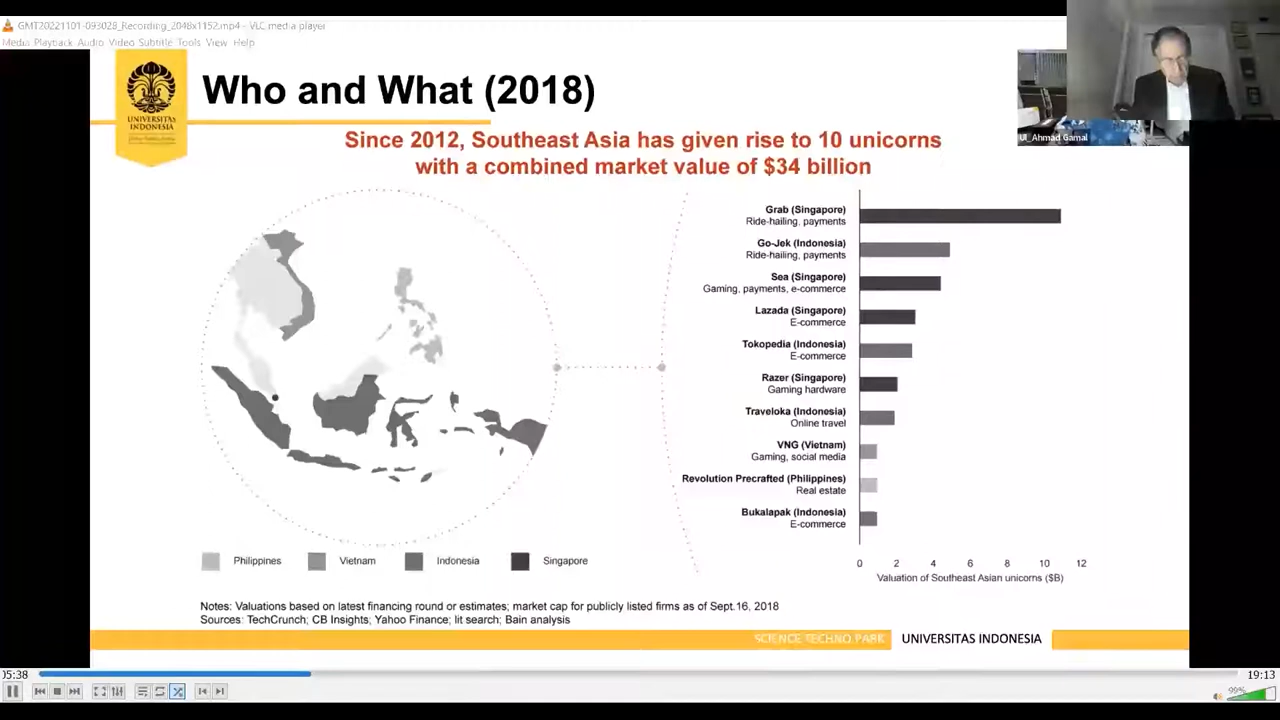 GMT20221101-093028_Recording_2048x1152.mp4 - VLC media player
Media Playback Audio Video Subtitle Tools View Help
UNIVERSITAS
INDONESIA
Who and What (2018)
UI_Ahmad Gamal
Since 2012, Southeast Asia has given rise to 10 unicorns
with a combined market value of $34 billion
Grab (Singapore)
Ride-hailing, payments
Go-Jek (Indonesia)
Ride-hailing, payments
Sea (Singapore)
Gaming, payments, e-commerce
Lazada (Singapore)
E-commerce
Tokopedia (Indonesia)
E-commerce
Razer (Singapore)
Gaming hardware
Traveloka (Indonesia)
Online travel
VNG (Vietnam)
Gaming, social media
Revolution Precrafted (Philippines)
Real estate
Bukalapak (Indonesia)
E-commerce
0 2 4 6 8 10 12
Valuation of Southeast Asian unicorns ($B)
Philippines Vietnam Indonesia Singapore
Notes: Valuations based on latest financing round or estimates; market cap for publicly listed firms as of Sept.16, 2018
Sources: TechCrunch; CB Insights; Yahoo Finance; lit search; Bain analysis
SCIENCE TECHNO PARK UNIVERSITAS INDONESIA
05:38 19:13
99%